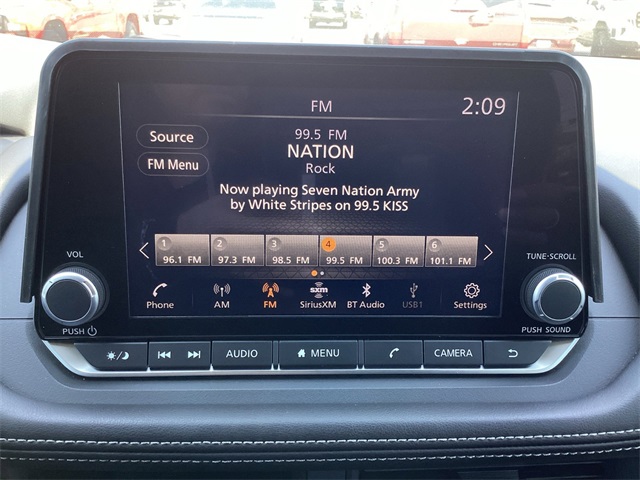 FM
2:09
Source
99.5 FM
NATION
FM Menu
Rock
Now playing Seven Nation Army
by White Stripes on 99.5 KISS
1 2 3 4 5 6
96.1 FM 97.3 FM 98.5 FM 99.5 FM 100.3 FM 101.1 FM
VOL
TUNE·SCROLL
sxm
Phone AM FM SiriusXM BT Audio USB1 Settings
PUSH
PUSH SOUND
AUDIO MENU CAMERA